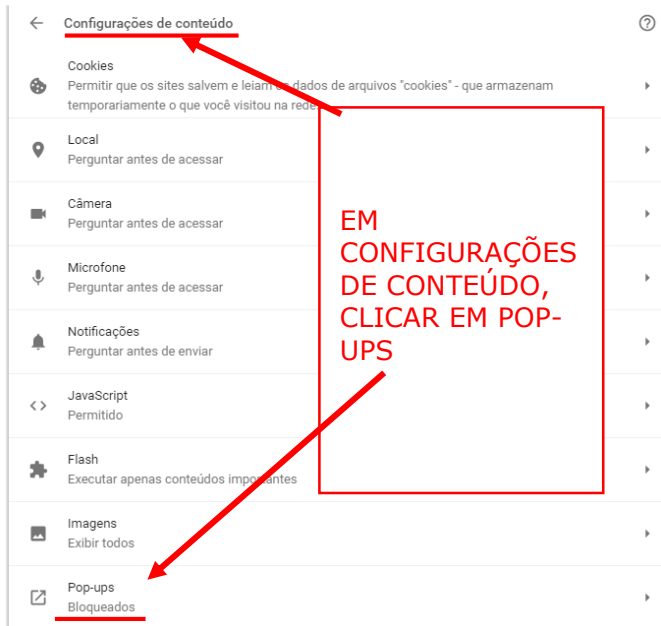 Configurações de conteúdo
Cookies
Permitir que os sites salvem e leiam os dados de arquivos "cookies" - que armazenam
temporariamente o que você visitou na rede
Local
Perguntar antes de acessar
Câmera
Perguntar antes de acessar
Microfone
Perguntar antes de acessar
Notificações
Perguntar antes de enviar
JavaScript
Permitido
Flash
Executar apenas conteúdos importantes
Imagens
Exibir todos
Pop-ups
Bloqueados
EM
CONFIGURAÇÕES
DE CONTEÚDO,
CLICAR EM POP-
UPS